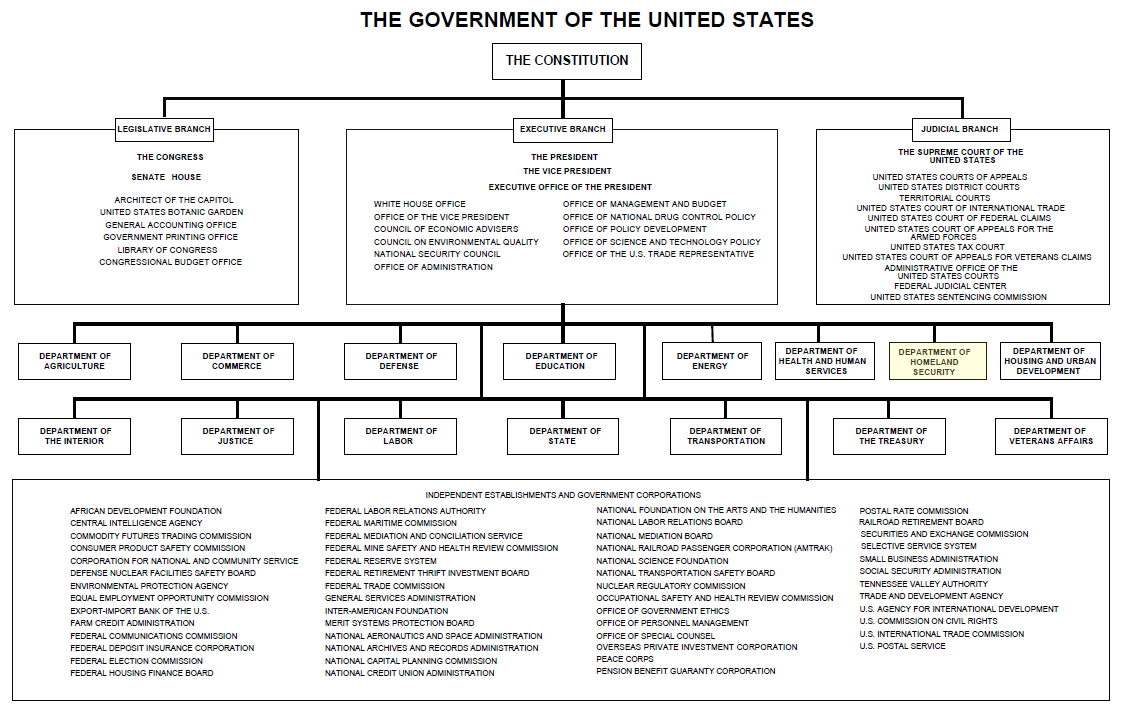 THE GOVERNMENT OF THE UNITED STATES
THE CONSTITUTION
LEGISLATIVE BRANCH
THE CONGRESS
SENATE HOUSE
ARCHITECT OF THE CAPITOL
UNITED STATES BOTANIC GARDEN
GENERAL ACCOUNTING OFFICE
GOVERNMENT PRINTING OFFICE
LIBRARY OF CONGRESS
CONGRESSIONAL BUDGET OFFICE
EXECUTIVE BRANCH
THE PRESIDENT
THE VICE PRESIDENT
EXECUTIVE OFFICE OF THE PRESIDENT
WHITE HOUSE OFFICE
OFFICE OF THE VICE PRESIDENT
COUNCIL OF ECONOMIC ADVISERS
COUNCIL ON ENVIRONMENTAL QUALITY
NATIONAL SECURITY COUNCIL
OFFICE OF ADMINISTRATION
OFFICE OF MANAGEMENT AND BUDGET
OFFICE OF NATIONAL DRUG CONTROL POLICY
OFFICE OF POLICY DEVELOPMENT
OFFICE OF SCIENCE AND TECHNOLOGY POLICY
OFFICE OF THE U.S. TRADE REPRESENTATIVE
JUDICIAL BRANCH
THE SUPREME COURT OF THE
UNITED STATES
UNITED STATES COURTS OF APPEALS
UNITED STATES DISTRICT COURTS
TERRITORIAL COURTS
UNITED STATES COURT OF INTERNATIONAL TRADE
UNITED STATES COURT OF FEDERAL CLAIMS
UNITED STATES COURT OF APPEALS FOR THE
ARMED FORCES
UNITED STATES TAX COURT
UNITED STATES COURT OF APPEALS FOR VETERANS CLAIMS
ADMINISTRATIVE OFFICE OF THE
UNITED STATES COURTS
FEDERAL JUDICIAL CENTER
UNITED STATES SENTENCING COMMISSION
DEPARTMENT OF
AGRICULTURE
DEPARTMENT OF
COMMERCE
DEPARTMENT OF
DEFENSE
DEPARTMENT OF
EDUCATION
DEPARTMENT OF
ENERGY
DEPARTMENT OF
HEALTH AND HUMAN
SERVICES
DEPARTMENT OF
HOMELAND
SECURITY
DEPARTMENT OF
HOUSING AND URBAN
DEVELOPMENT
DEPARTMENT OF
THE INTERIOR
DEPARTMENT OF
JUSTICE
DEPARTMENT OF
LABOR
DEPARTMENT OF
STATE
DEPARTMENT OF
TRANSPORTATION
DEPARTMENT OF
THE TREASURY
DEPARTMENT OF
VETERANS AFFAIRS
INDEPENDENT ESTABLISHMENTS AND GOVERNMENT CORPORATIONS
AFRICAN DEVELOPMENT FOUNDATION
CENTRAL INTELLIGENCE AGENCY
COMMODITY FUTURES TRADING COMMISSION
CONSUMER PRODUCT SAFETY COMMISSION
CORPORATION FOR NATIONAL AND COMMUNITY SERVICE
DEFENSE NUCLEAR FACILITIES SAFETY BOARD
ENVIRONMENTAL PROTECTION AGENCY
EQUAL EMPLOYMENT OPPORTUNITY COMMISSION
EXPORT-IMPORT BANK OF THE U.S.
FARM CREDIT ADMINISTRATION
FEDERAL COMMUNICATIONS COMMISSION
FEDERAL DEPOSIT INSURANCE CORPORATION
FEDERAL ELECTION COMMISSION
FEDERAL HOUSING FINANCE BOARD
FEDERAL LABOR RELATIONS AUTHORITY
FEDERAL MARITIME COMMISSION
FEDERAL MEDIATION AND CONCILIATION SERVICE
FEDERAL MINE SAFETY AND HEALTH REVIEW COMMISSION
FEDERAL RESERVE SYSTEM
FEDERAL RETIREMENT THRIFT INVESTMENT BOARD
FEDERAL TRADE COMMISSION
GENERAL SERVICES ADMINISTRATION
INTER-AMERICAN FOUNDATION
MERIT SYSTEMS PROTECTION BOARD
NATIONAL AERONAUTICS AND SPACE ADMINISTRATION
NATIONAL ARCHIVES AND RECORDS ADMINISTRATION
NATIONAL CAPITAL PLANNING COMMISSION
NATIONAL CREDIT UNION ADMINISTRATION
NATIONAL FOUNDATION ON THE ARTS AND THE HUMANITIES
NATIONAL LABOR RELATIONS BOARD
NATIONAL MEDIATION BOARD
NATIONAL RAILROAD PASSENGER CORPORATION (AMTRAK)
NATIONAL SCIENCE FOUNDATION
NATIONAL TRANSPORTATION SAFETY BOARD
NUCLEAR REGULATORY COMMISSION
OCCUPATIONAL SAFETY AND HEALTH REVIEW COMMISSION
OFFICE OF GOVERNMENT ETHICS
OFFICE OF PERSONNEL MANAGEMENT
OFFICE OF SPECIAL COUNSEL
OVERSEAS PRIVATE INVESTMENT CORPORATION
PEACE CORPS
PENSION BENEFIT GUARANTY CORPORATION
POSTAL RATE COMMISSION
RAILROAD RETIREMENT BOARD
SECURITIES AND EXCHANGE COMMISSION
SELECTIVE SERVICE SYSTEM
SMALL BUSINESS ADMINISTRATION
SOCIAL SECURITY ADMINISTRATION
TENNESSEE VALLEY AUTHORITY
TRADE AND DEVELOPMENT AGENCY
U.S. AGENCY FOR INTERNATIONAL DEVELOPMENT
U.S. COMMISSION ON CIVIL RIGHTS
U.S. INTERNATIONAL TRADE COMMISSION
U.S. POSTAL SERVICE